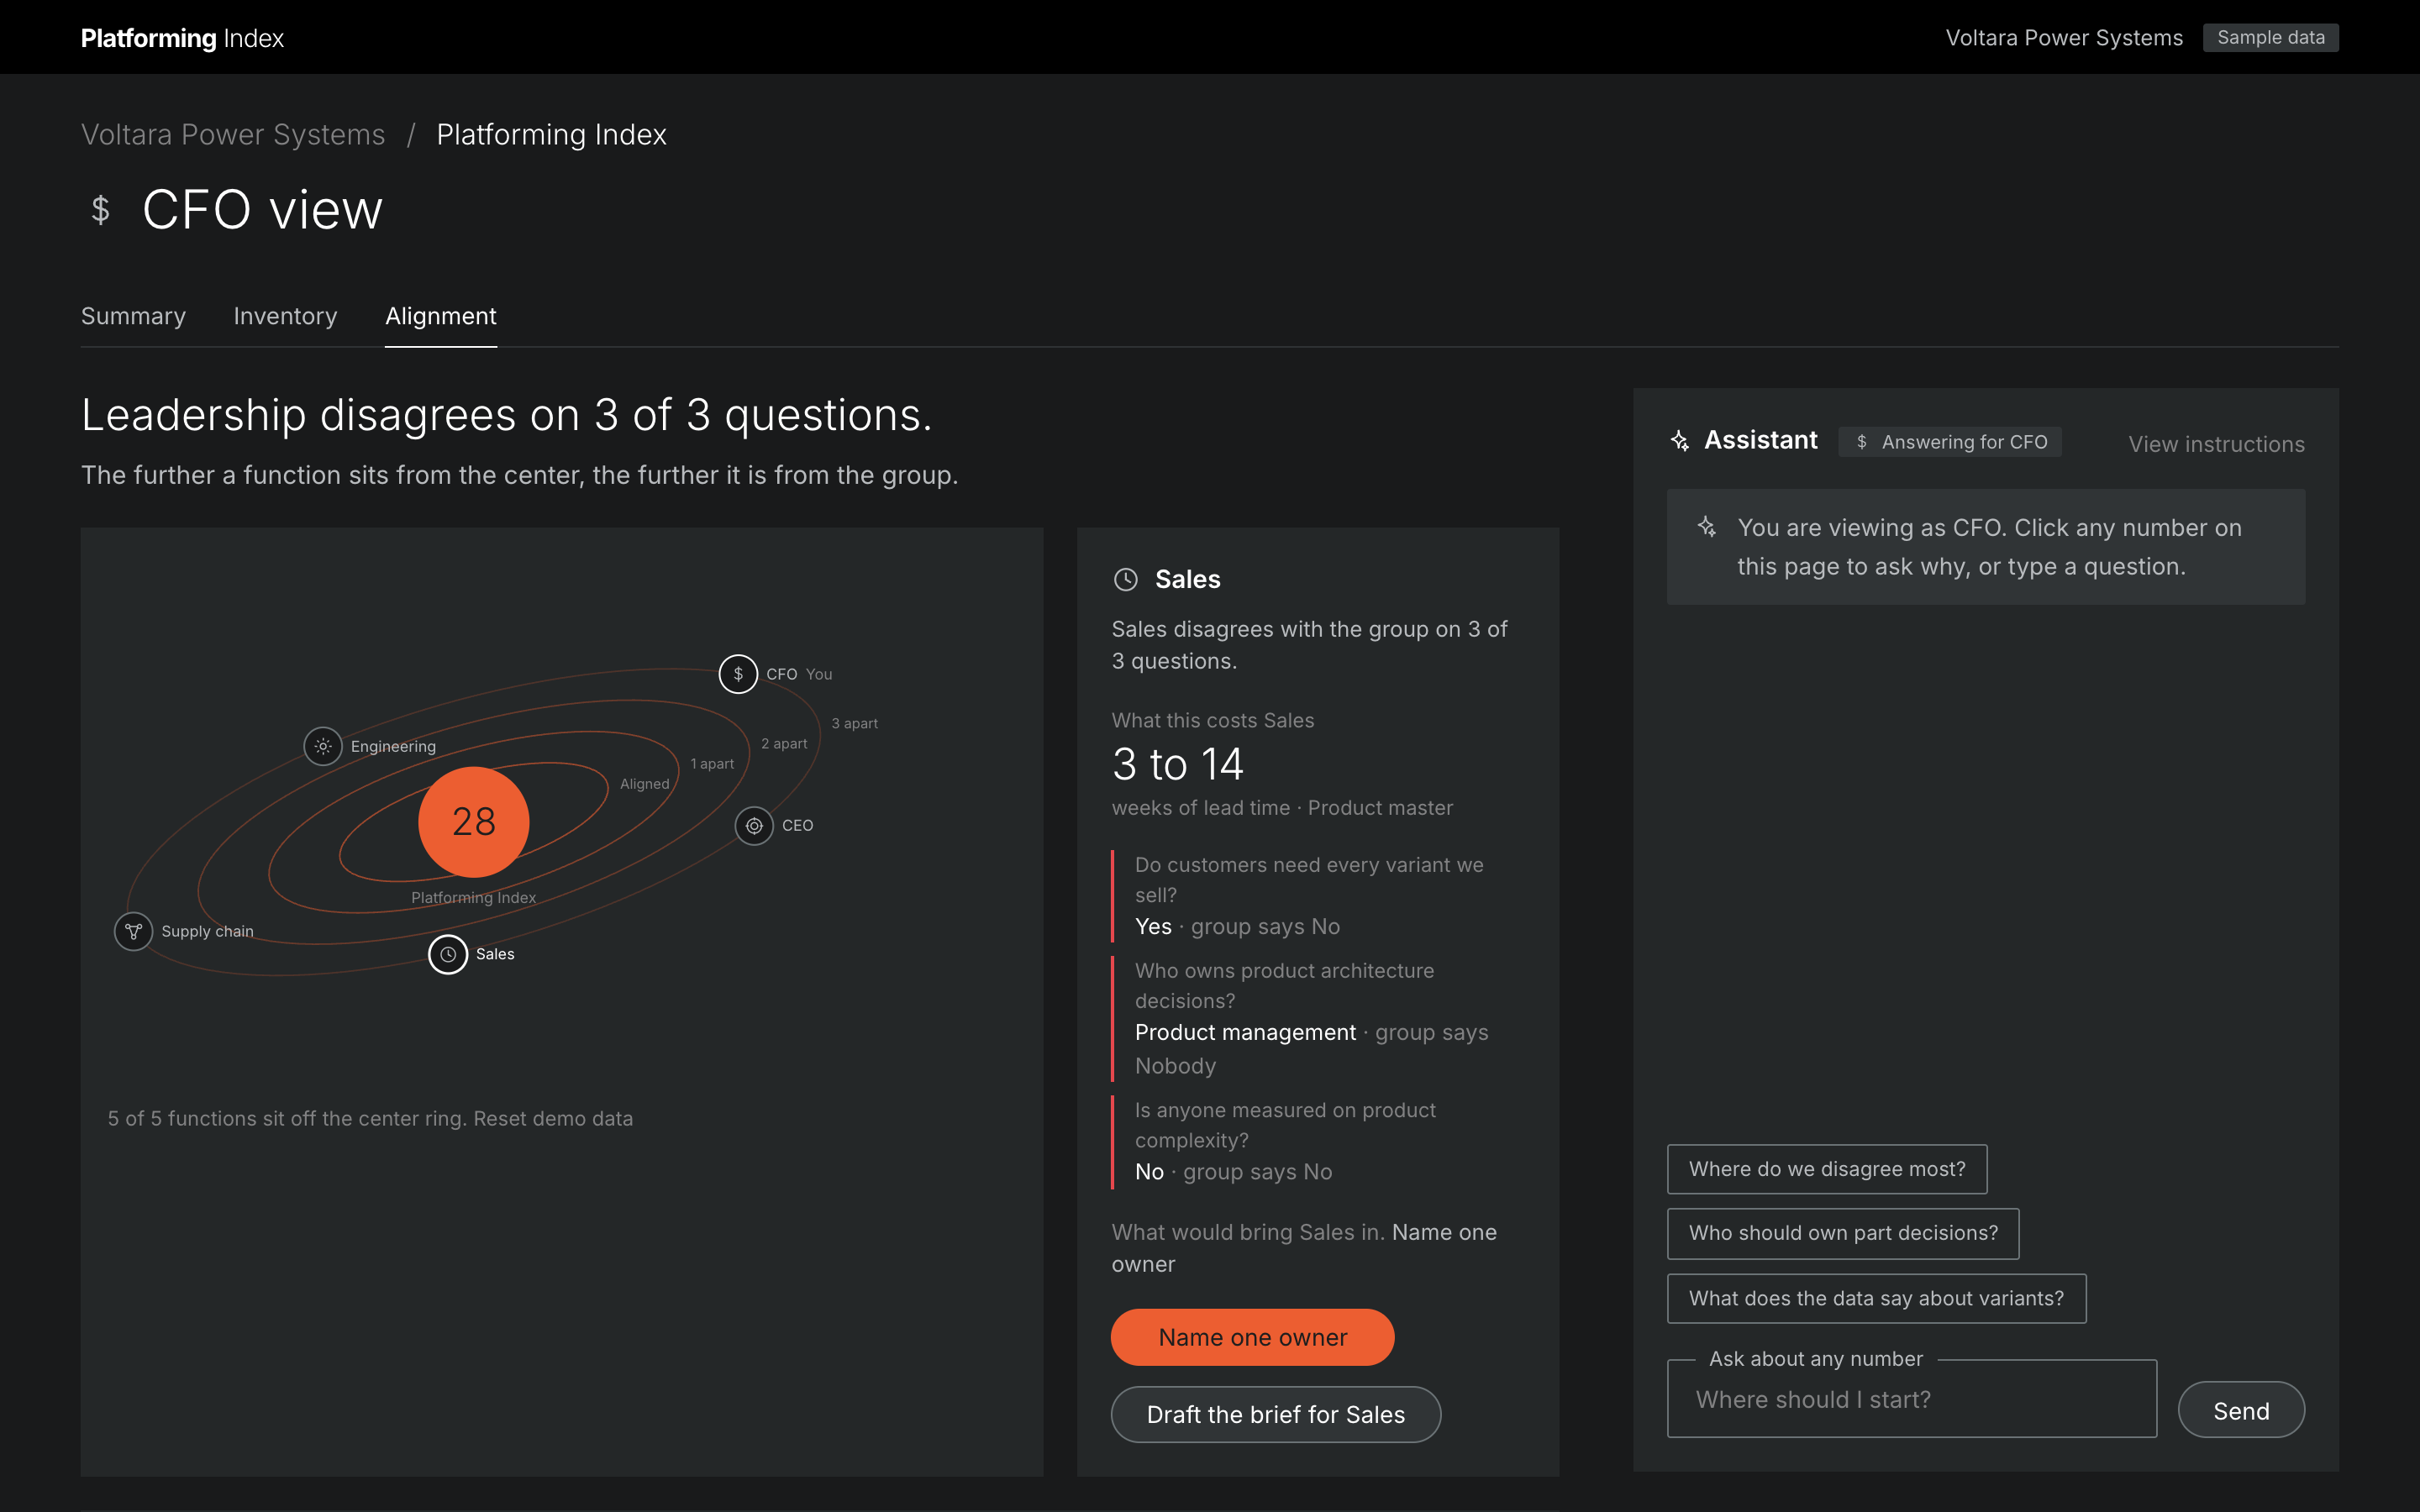 Platforming Index
Voltara Power Systems
Sample data
Voltara Power Systems / Platforming Index
$ CFO view
Summary
Inventory
Alignment
Leadership disagrees on 3 of 3 questions.
The further a function sits from the center, the further it is from the group.
$ CFO You
3 apart
Engineering
2 apart
1 apart
Aligned
28
CEO
Platforming Index
Supply chain
Sales
5 of 5 functions sit off the center ring. Reset demo data
Sales
Sales disagrees with the group on 3 of
3 questions.
What this costs Sales
3 to 14
weeks of lead time · Product master
Do customers need every variant we
sell?
Yes · group says No
Who owns product architecture
decisions?
Product management · group says
Nobody
Is anyone measured on product
complexity?
No · group says No
What would bring Sales in. Name one
owner
Name one owner
Draft the brief for Sales
Assistant
$ Answering for CFO
View instructions
You are viewing as CFO. Click any number on
this page to ask why, or type a question.
Where do we disagree most?
Who should own part decisions?
What does the data say about variants?
Ask about any number
Where should I start?
Send